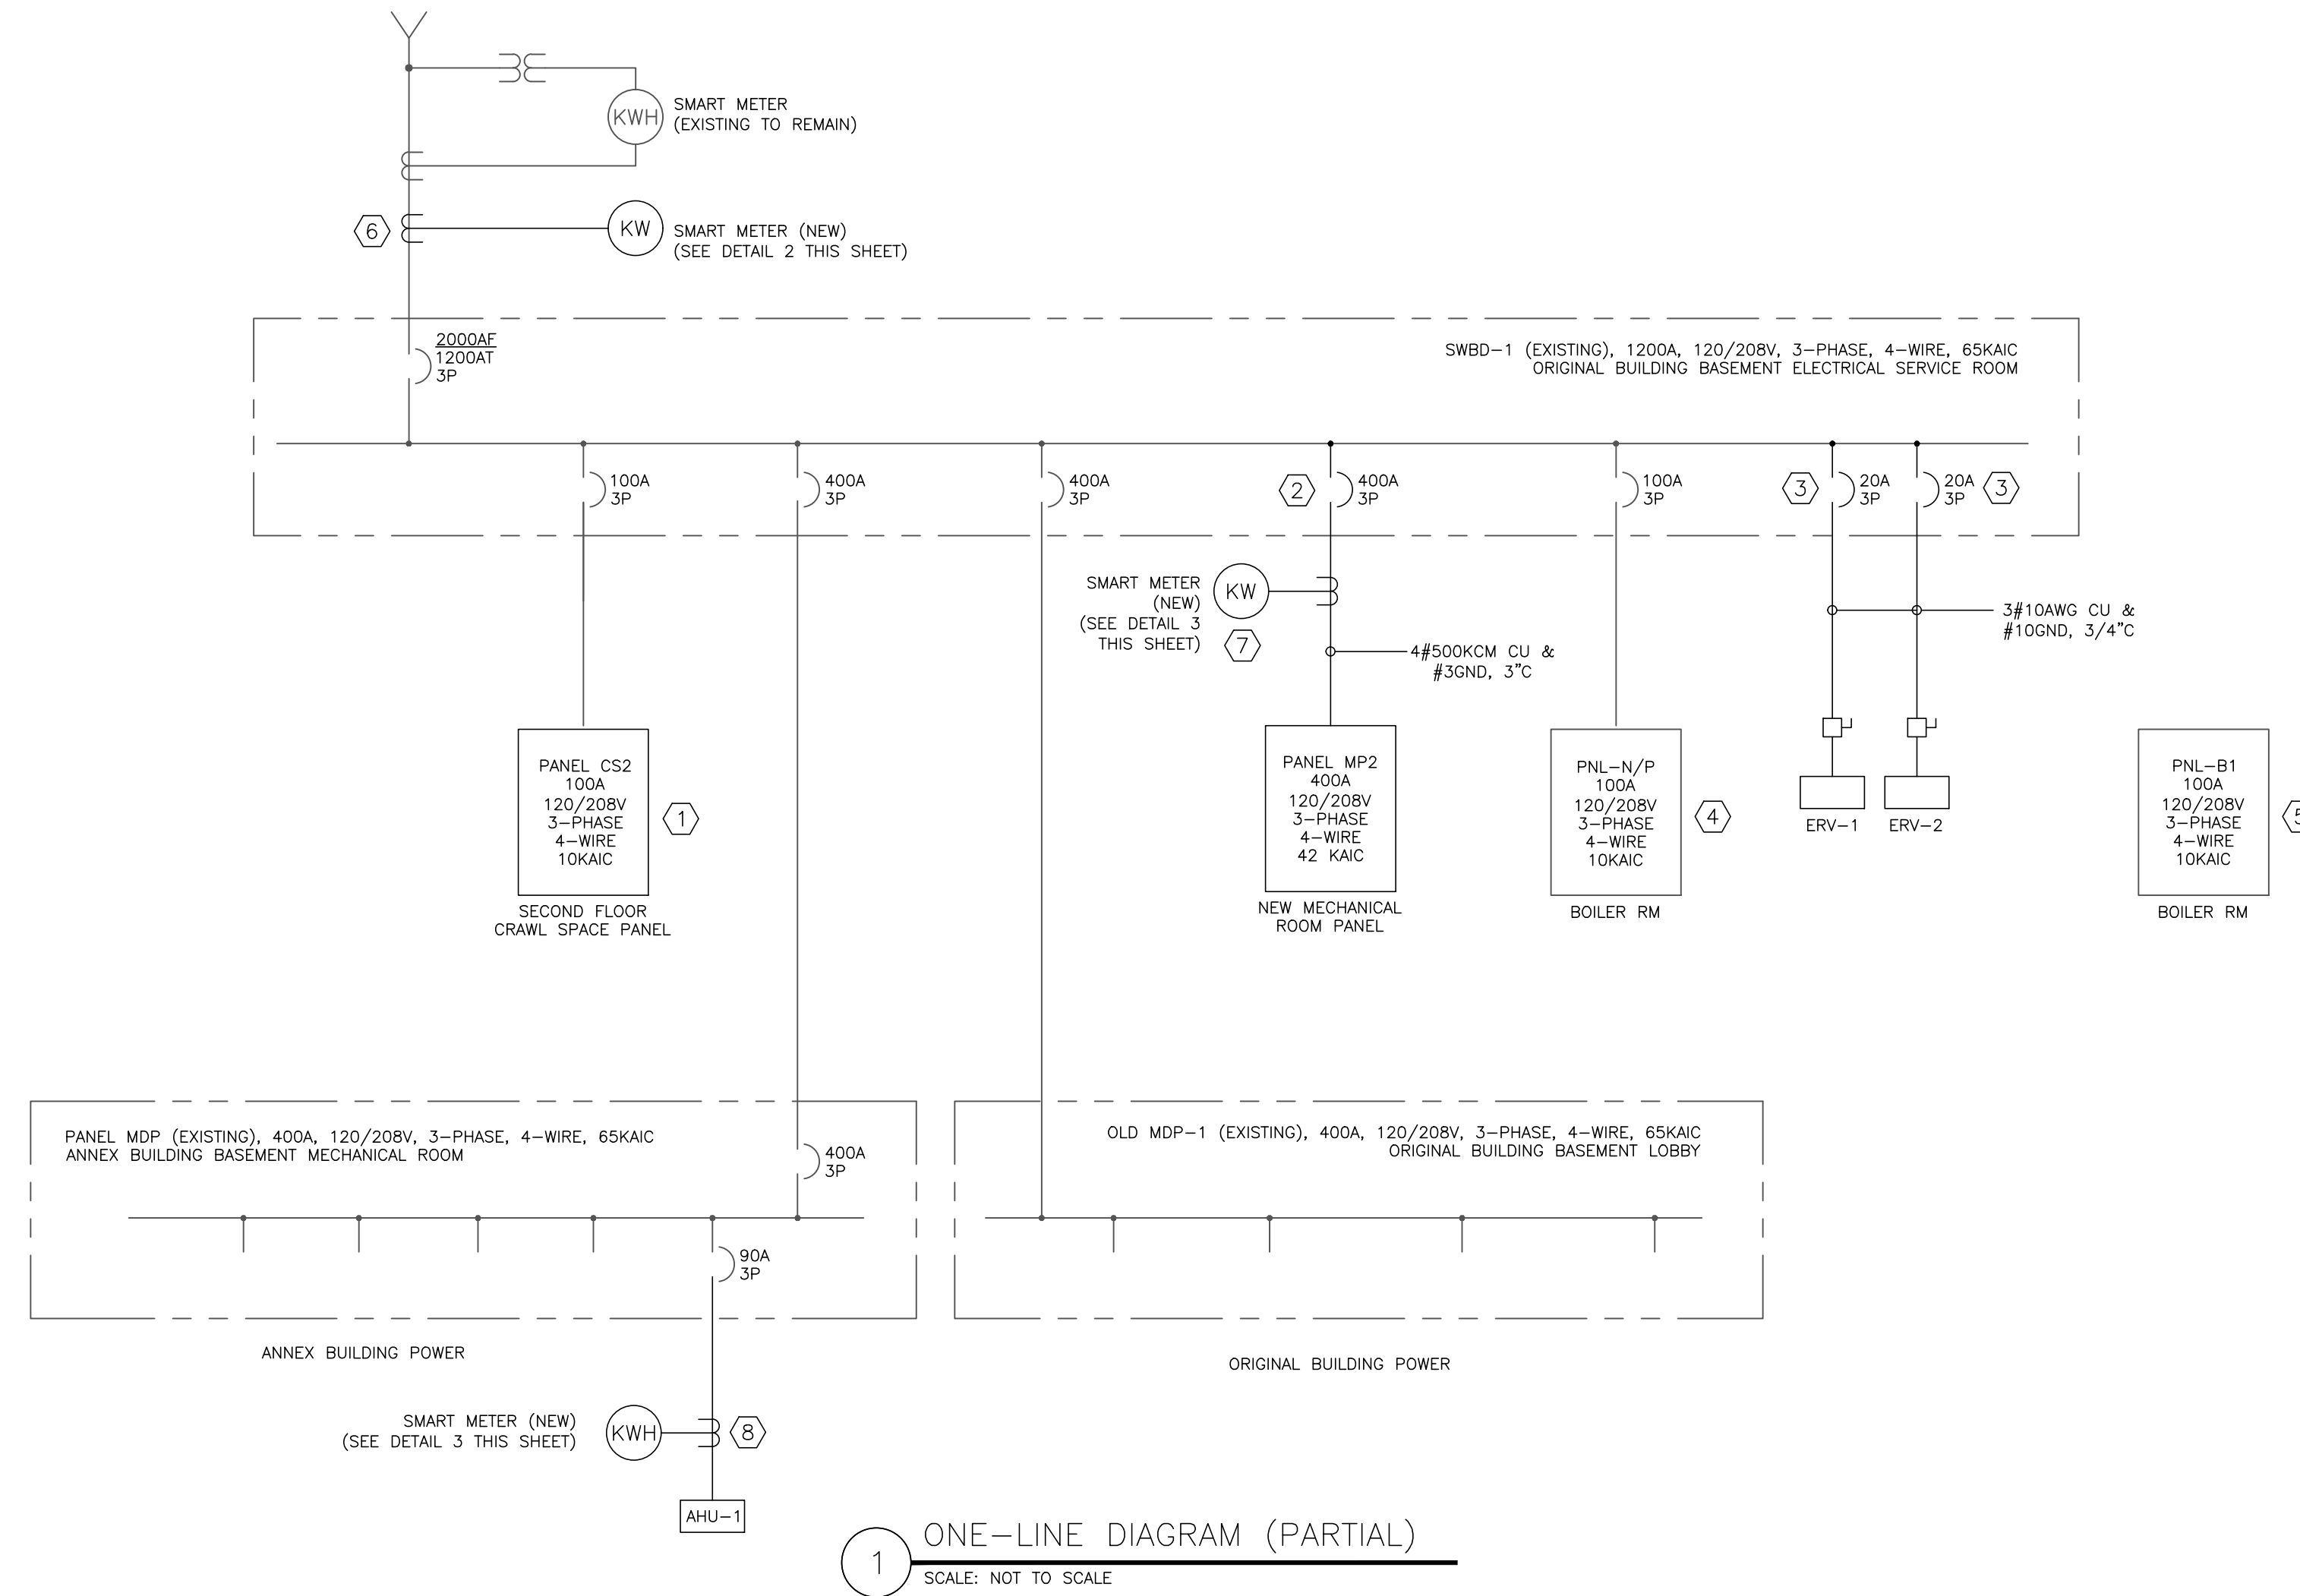 KWH
SMART METER
(EXISTING TO REMAIN)
6
KW
SMART METER (NEW)
(SEE DETAIL 2 THIS SHEET)
2000AF
1200AT
3P
SWBD-1 (EXISTING), 1200A, 120/208V, 3-PHASE, 4-WIRE, 65KAIC
ORIGINAL BUILDING BASEMENT ELECTRICAL SERVICE ROOM
100A
3P
400A
3P
400A
3P
2
400A
3P
100A
3P
3
20A
3P
20A
3P
3
SMART METER
(NEW)
(SEE DETAIL 3
THIS SHEET)
KW
7
4#500KCM CU &
#3GND, 3"C
3#10AWG CU &
#10GND, 3/4"C
PANEL CS2
100A
120/208V
3-PHASE
4-WIRE
10KAIC
1
SECOND FLOOR
CRAWL SPACE PANEL
PANEL MP2
400A
120/208V
3-PHASE
4-WIRE
42 KAIC
NEW MECHANICAL
ROOM PANEL
PNL-N/P
100A
120/208V
3-PHASE
4-WIRE
10KAIC
4
BOILER RM
ERV-1
ERV-2
PNL-B1
100A
120/208V
3-PHASE
4-WIRE
10KAIC
5
BOILER RM
PANEL MDP (EXISTING), 400A, 120/208V, 3-PHASE, 4-WIRE, 65KAIC
ANNEX BUILDING BASEMENT MECHANICAL ROOM
400A
3P
90A
3P
ANNEX BUILDING POWER
OLD MDP-1 (EXISTING), 400A, 120/208V, 3-PHASE, 4-WIRE, 65KAIC
ORIGINAL BUILDING BASEMENT LOBBY
ORIGINAL BUILDING POWER
SMART METER (NEW)
(SEE DETAIL 3 THIS SHEET)
KWH
8
AHU-1
1
ONE-LINE DIAGRAM (PARTIAL)
SCALE: NOT TO SCALE